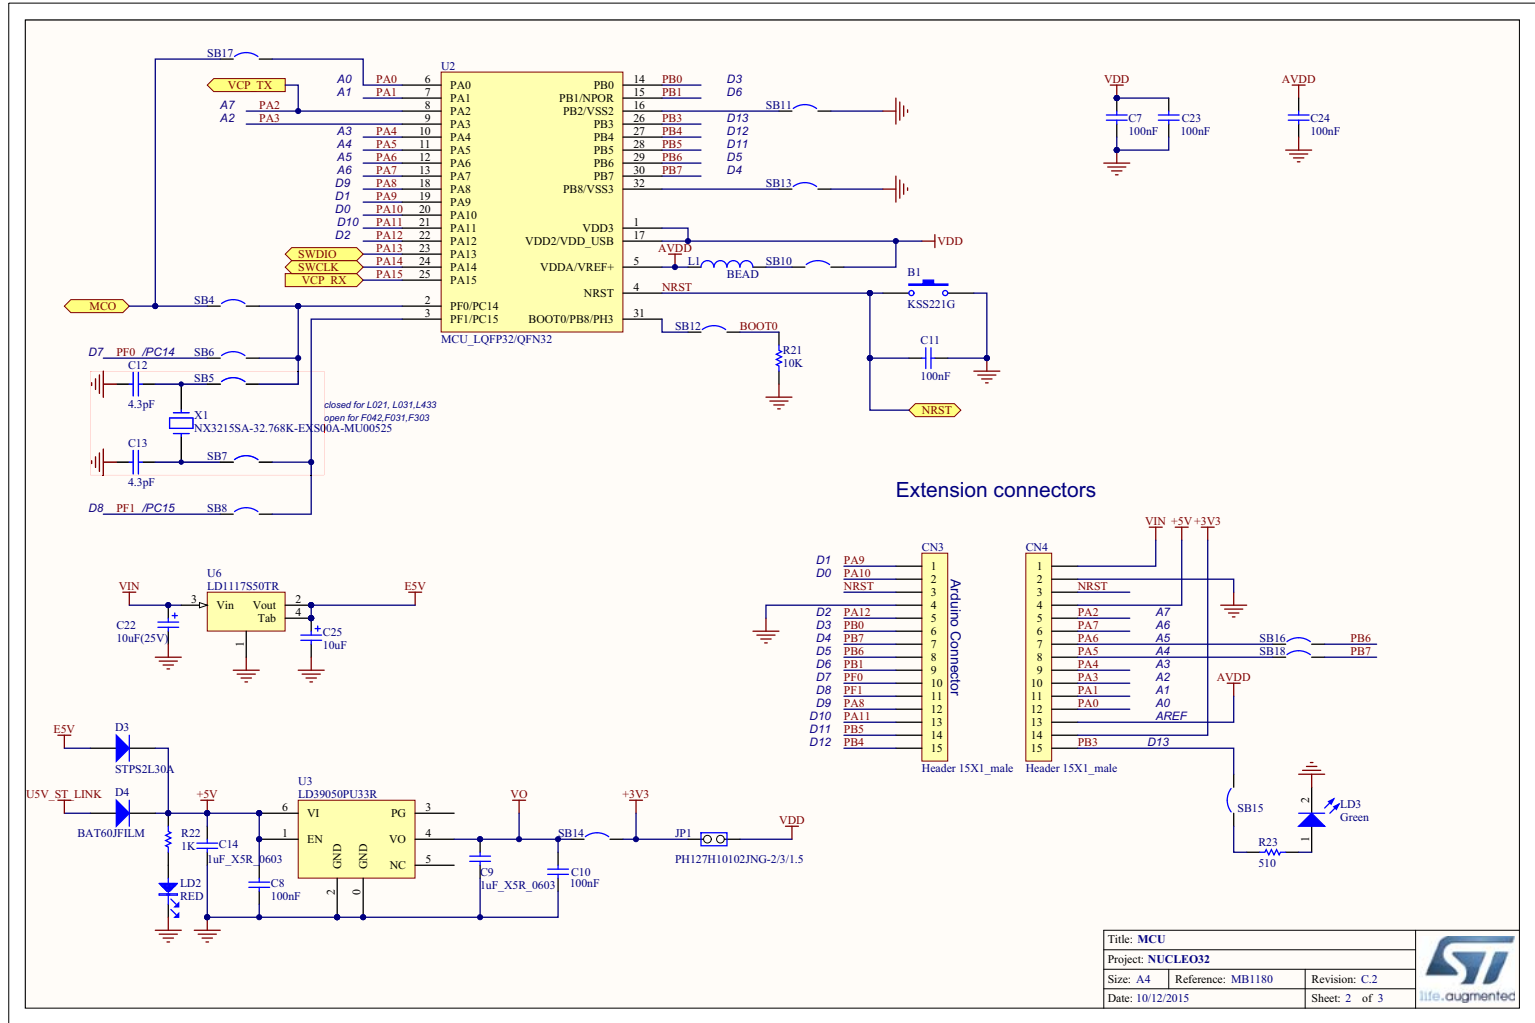 SB17
VCP_TX
A0 PA0 6
A1 PA1 7
A7 PA2 8
A2 PA3 9
A3 PA4 10
A4 PA5 11
A5 PA6 12
A6 PA7 13
D9 PA8 18
D1 PA9 19
D0 PA10 20
D10 PA11 21
D2 PA12 22
SWDIO PA13 23
SWCLK PA14 24
VCP_RX PA15 25
MCO SB4 2
3
U2
PA0 PB0
PA1 PB1/NPOR
PA2 PB2/VSS2
PA3 PB3
PA4 PB4
PA5 PB5
PA6 PB6
PA7 PB7
PA8 PB8/VSS3
PA9
PA10
PA11 VDD3
PA12 VDD2/VDD_USB
PA13
PA14 VDDA/VREF+
PA15
NRST
PF0/PC14
PF1/PC15 BOOT0/PB8/PH3
MCU_LQFP32/QFN32
14 PB0 D3
15 PB1 D6
16 SB11
26 PB3 D13
27 PB4 D12
28 PB5 D11
29 PB6 D5
30 PB7 D4
32 SB13
1
17 VDD
AVDD
5 L1 SB10
BEAD
4 NRST
31
SB12 BOOT0
R21
10K
B1
KSS221G
C11
100nF
NRST
VDD
C7
100nF
C23
100nF
AVDD
C24
100nF
D7 PF0 /PC14 SB6
C12
4.3pF
SB5
X1
NX3215SA-32.768K-EXS00A-MU00525
closed for L021, L031,L433
open for F042,F031,F303
C13
4.3pF
SB7
D8 PF1 /PC15 SB8
Extension connectors
VIN +5V +3V3
CN3
D1 PA9 1
D0 PA10 2
NRST 3
4
D2 PA12 5
D3 PB0 6
D4 PB7 7
D5 PB6 8
D6 PB1 9
D7 PF0 10
D8 PF1 11
D9 PA8 12
D10 PA11 13
D11 PB5 14
D12 PB4 15
Header 15X1_male
Arduino Connector
CN4
1
2
3 NRST
4
5 PA2 A7
6 PA7 A6
7 PA6 A5 SB16 PB6
8 PA5 A4 SB18 PB7
9 PA4 A3
10 PA3 A2
11 PA1 A1
12 PA0 A0
13 AREF
14
15 PB3 D13
Header 15X1_male
AVDD
SB15
R23
510
2
1
LD3
Green
U6
LD1117S50TR
VIN 3 Vin Vout 2 E5V
Tab 4
1
C22
10uF(25V)
C25
10uF
E5V D3
STPS2L30A
U5V_ST_LINK D4
BAT60JFILM
+5V
R22
1K
LD2
RED
C14
1uF_X5R_0603
C8
100nF
U3
LD39050PU33R
6 VI PG 3
1 EN VO 4
NC 5
GND GND
2 0
VO
C9
1uF_X5R_0603
SB14
C10
100nF
+3V3
JP1
VDD
PH127H10102JNG-2/3/1.5
Title: MCU
Project: NUCLEO32
Size: A4 Reference: MB1180 Revision: C.2
Date: 10/12/2015 Sheet: 2 of 3
ST
life.augmented